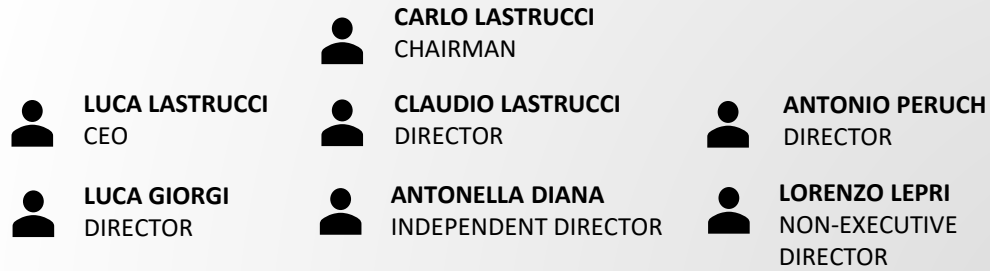 CARLO LASTRUCCI
CHAIRMAN
LUCA LASTRUCCI
CEO
CLAUDIO LASTRUCCI
DIRECTOR
ANTONIO PERUCH
DIRECTOR
LUCA GIORGI
DIRECTOR
ANTONELLA DIANA
INDEPENDENT DIRECTOR
LORENZO LEPRI
NON-EXECUTIVE
DIRECTOR